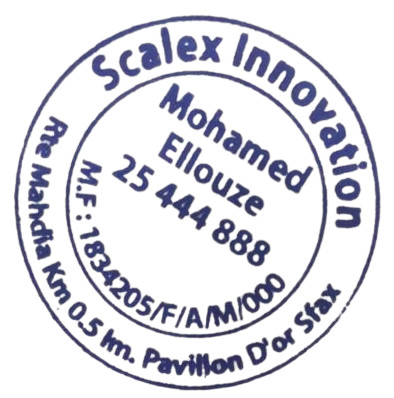 Scalex Innovation
Mohamed
Ellouze
25 444 888
M.F : 1834205/F/A/M/000
Rte Mahdia Km 0.5 Im. Pavillon D'or Sfax